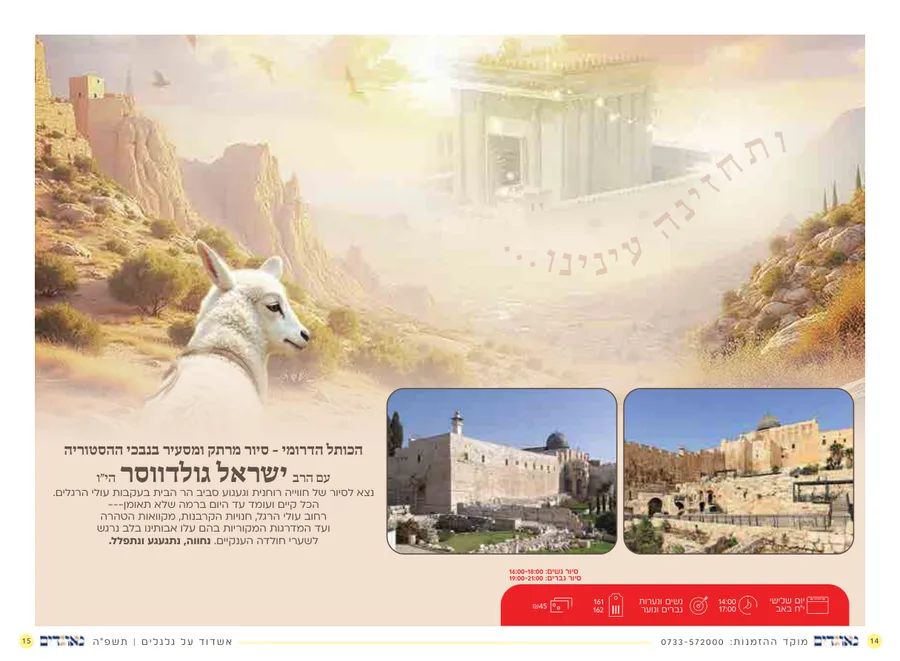 ותחזינה עינינו...
הכותל הדרומי - סיור מרתק ומסעיר בנבכי ההסטוריה
עם הרב ישראל גולדווסר הי"ו
נצא לסיור של חווייה רוחנית וגעגוע סביב הר הבית בעקבות עולי הרגלים.
הכל קיים ועומד עד היום ברמה שלא תאומן---
רחוב עולי הרגל, חנויות הקרבנות, מקוואות הטהרה
ועד המדרגות המקוריות בהם עלו אבותינו בלב נרגש
לשערי חולדה הענקיים. נחווה, נתגעגע ונתפלל.
סיור נשים: 16:00-18:00
סיור גברים: 19:00-21:00
יום שלישי
י"ח באב
14:00
17:00
נשים ונערות
גברים ונוער
161
162
₪45
14
מוקד ההזמנות: 0733-572000
אשדוד על גלגלים | תשפ"ה
15